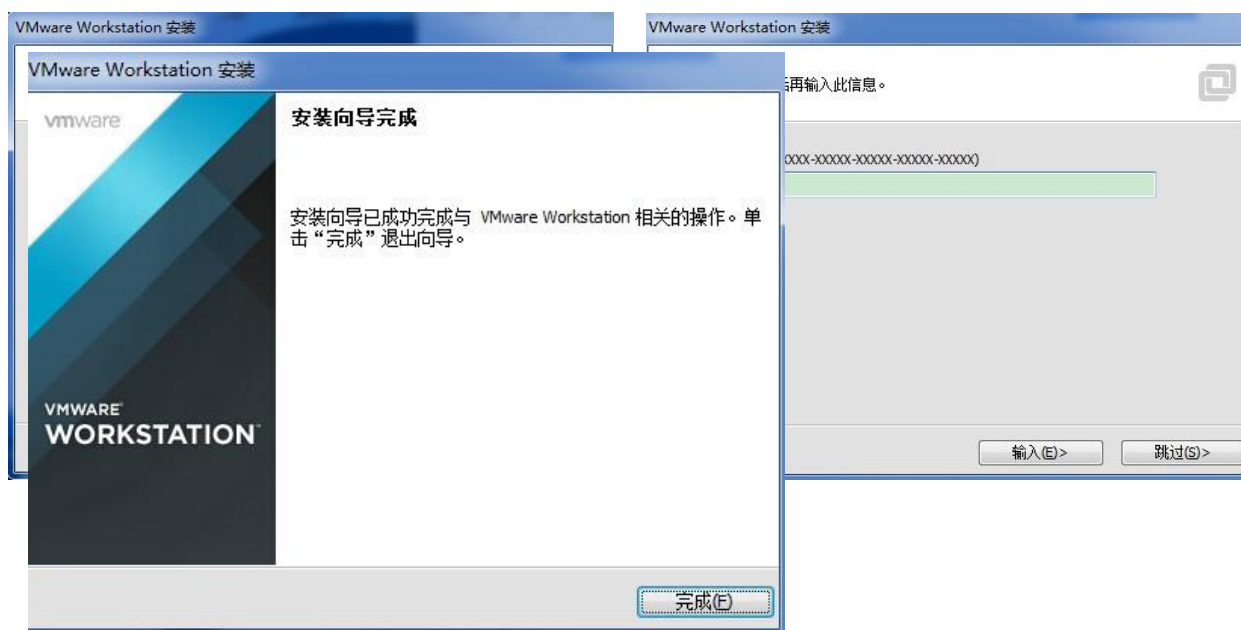 VMware Workstation 安装
VMware Workstation 安装
后再输入此信息。
XXX-XXXXX-XXXXX-XXXXX-XXXXX)
输入(E)>
跳过(S)>
VMware Workstation 安装
vmware
安装向导完成
安装向导已成功完成与 VMware Workstation 相关的操作。单
击“完成”退出向导。
VMWARE
WORKSTATION
完成(F)